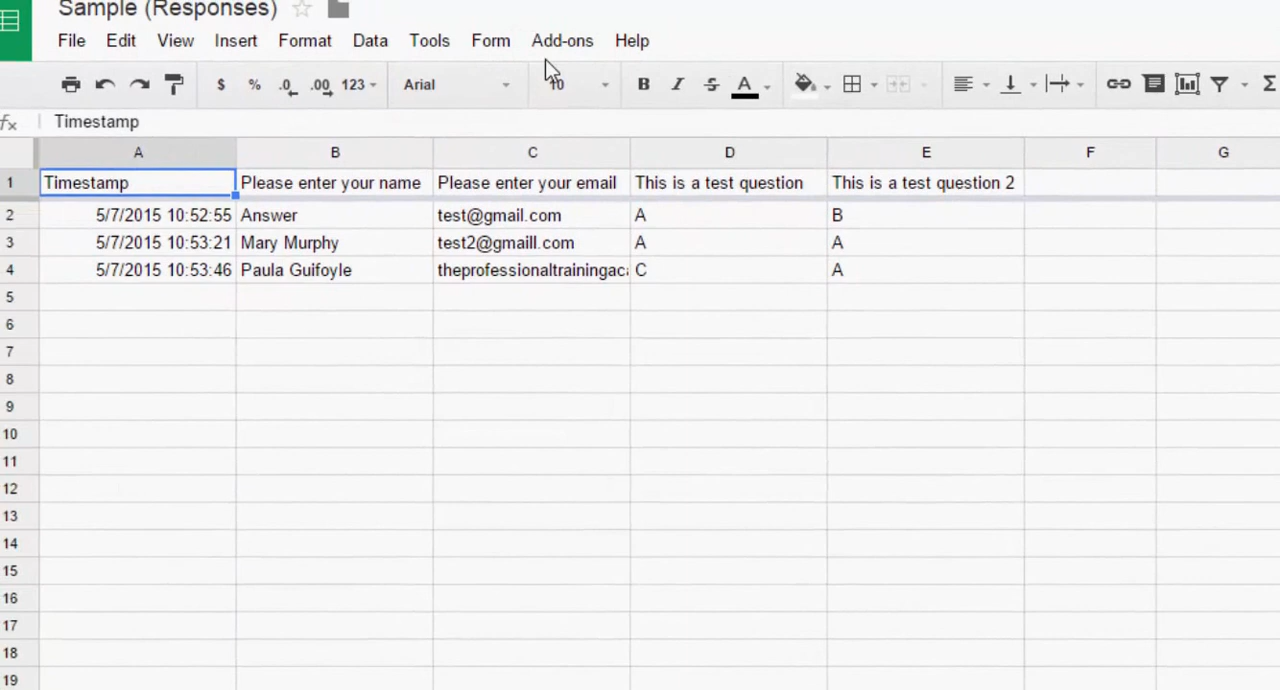 Sample (Responses)
File Edit View Insert Format Data Tools Form Add-ons Help
$ % .0 .00 123 Arial 10 B I S A Σ
fx Timestamp
A B C D E F G
1 Timestamp Please enter your name Please enter your email This is a test question This is a test question 2
2 5/7/2015 10:52:55 Answer test@gmail.com A B
3 5/7/2015 10:53:21 Mary Murphy test2@gmaill.com A A
4 5/7/2015 10:53:46 Paula Guifoyle theprofessionaltrainingac C A
5
6
7
8
9
10
11
12
13
14
15
16
17
18
19